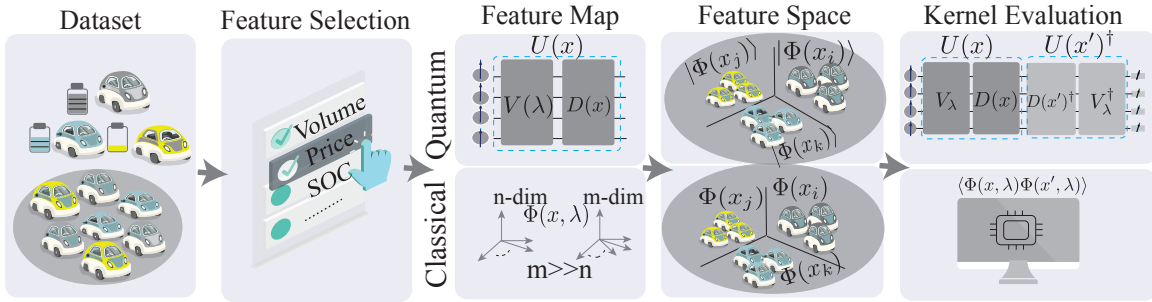 Dataset
Feature Selection
Feature Map
Feature Space
Kernel Evaluation
Volume
Price
SOC
........
Quantum
U(x)
V(λ) D(x)
|Φ(x_j)⟩ |Φ(x_i)⟩
|Φ(x_k)⟩
U(x) U(x′)†
V_λ D(x) D(x′)† V_λ†
Classical
n-dim m-dim
Φ(x, λ)
m>>n
Φ(x_j) Φ(x_i)
Φ(x_k)
⟨Φ(x, λ)Φ(x′, λ)⟩